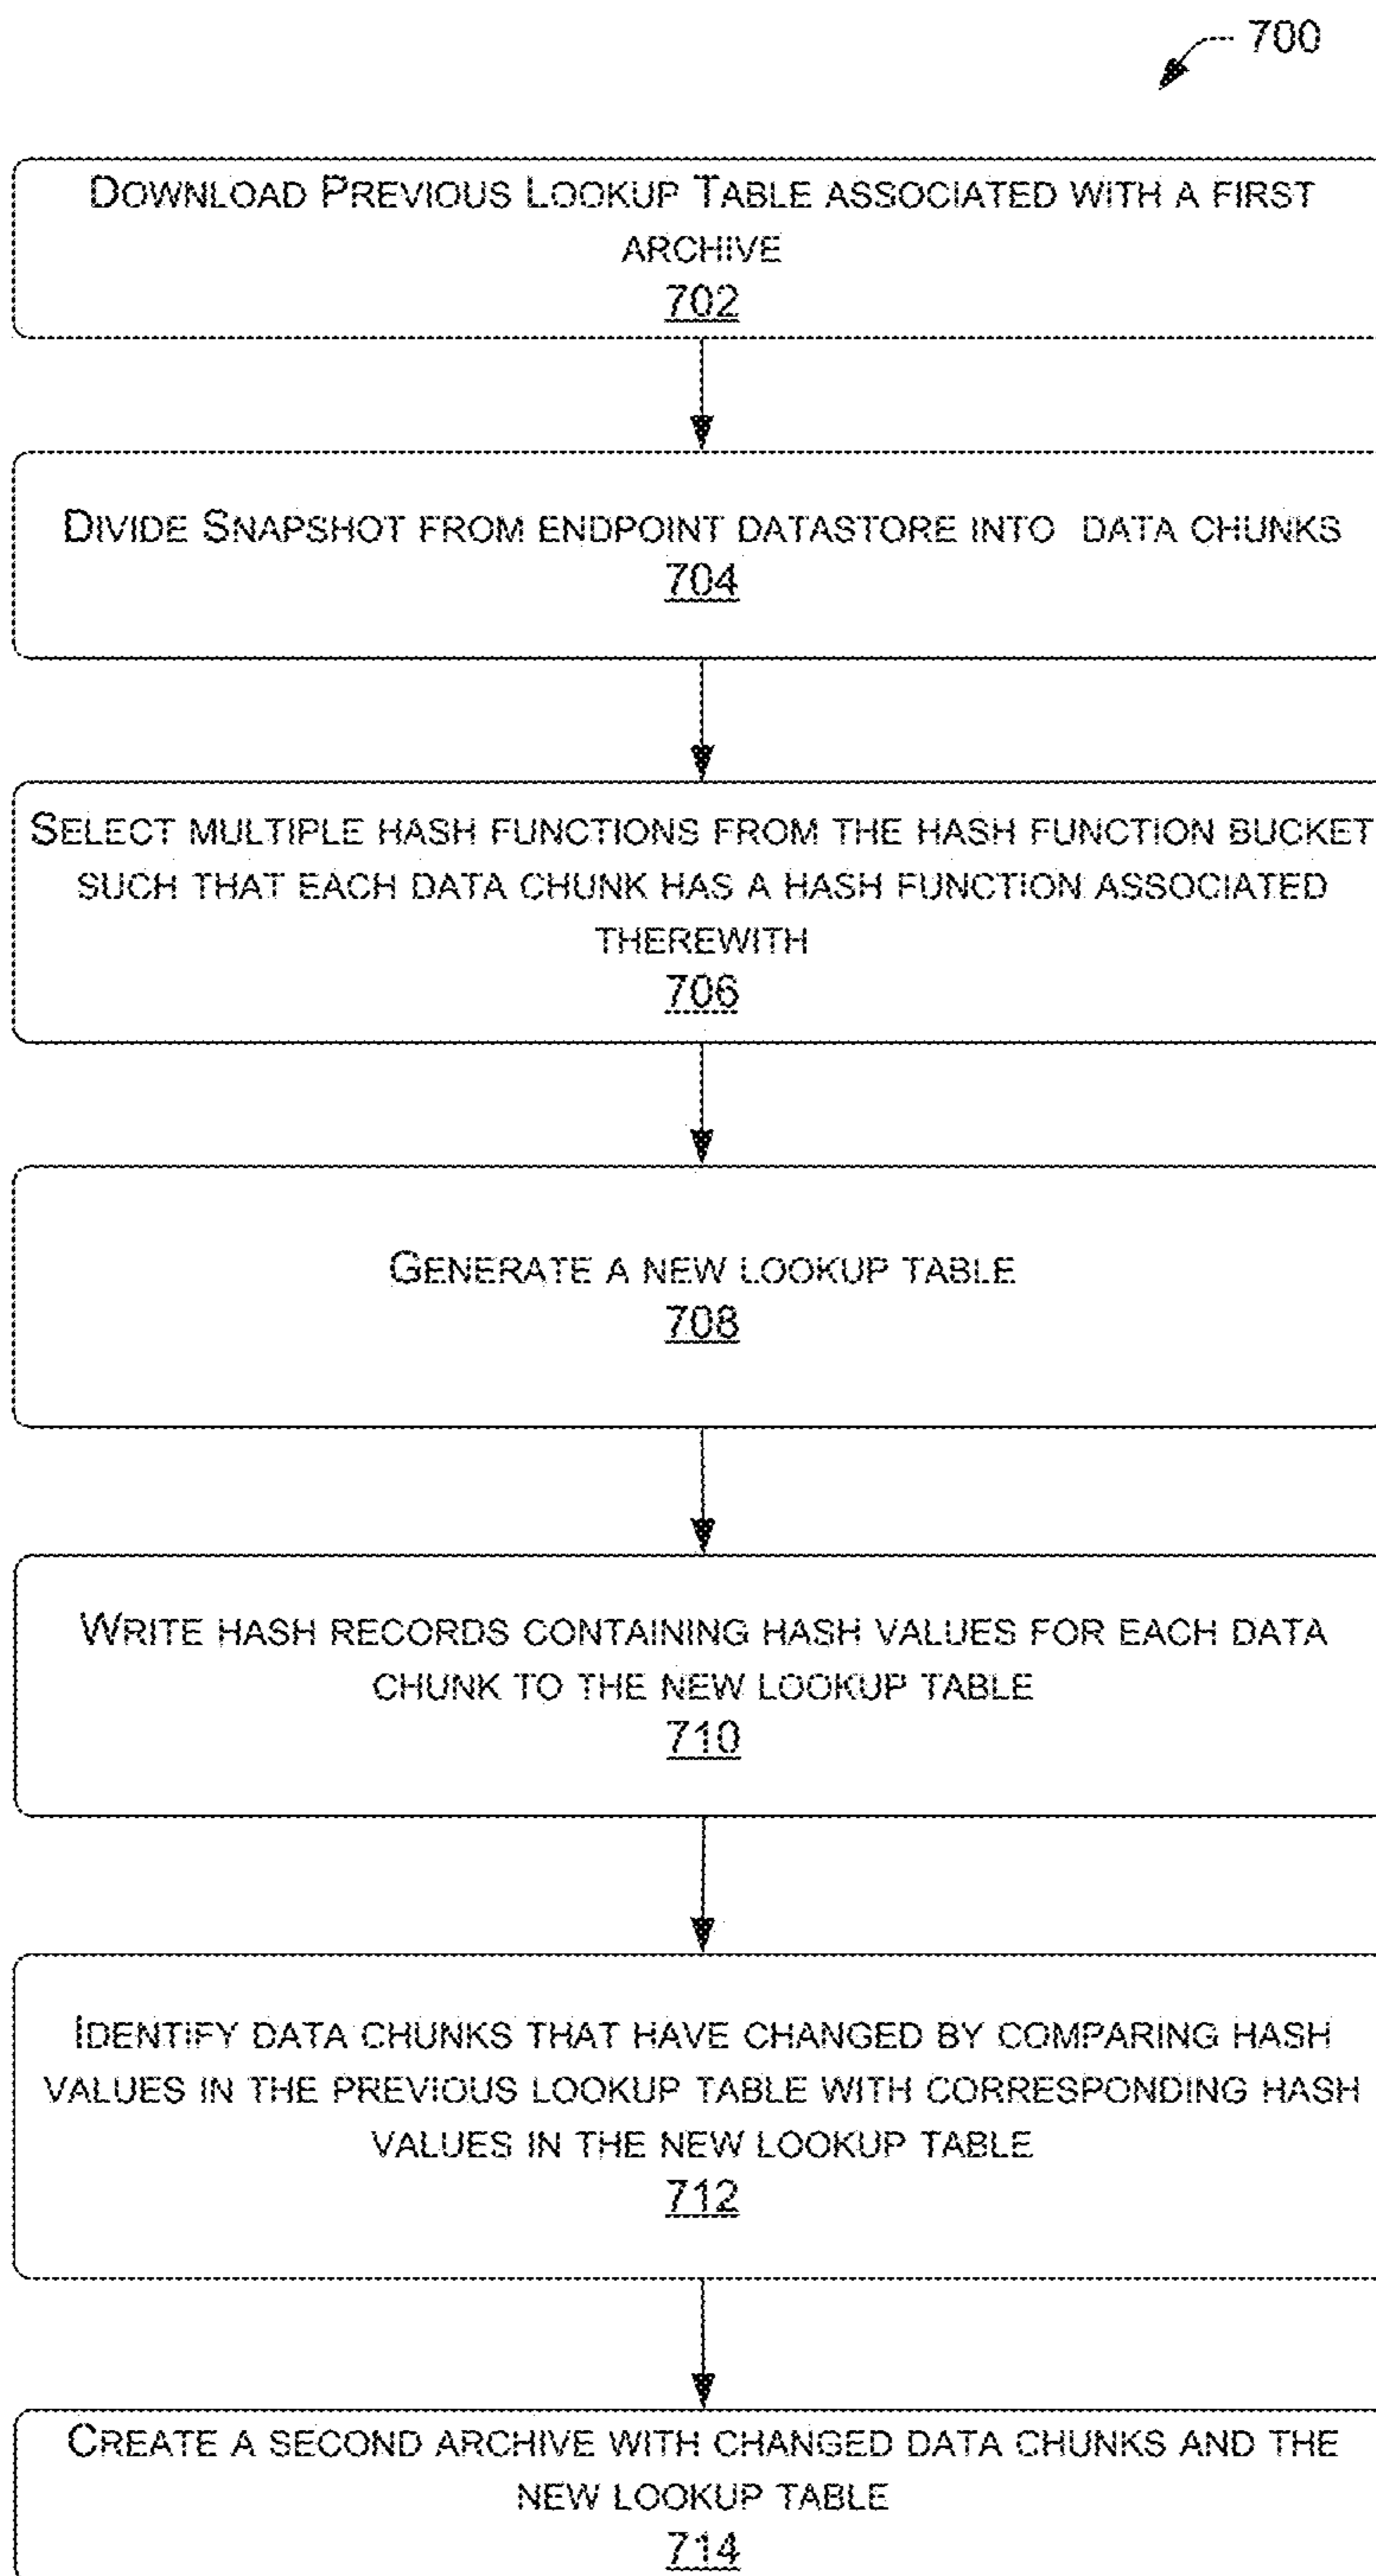 700
DOWNLOAD PREVIOUS LOOKUP TABLE ASSOCIATED WITH A FIRST
ARCHIVE
702
DIVIDE SNAPSHOT FROM ENDPOINT DATASTORE INTO DATA CHUNKS
704
SELECT MULTIPLE HASH FUNCTIONS FROM THE HASH FUNCTION BUCKET
SUCH THAT EACH DATA CHUNK HAS A HASH FUNCTION ASSOCIATED
THEREWITH
706
GENERATE A NEW LOOKUP TABLE
708
WRITE HASH RECORDS CONTAINING HASH VALUES FOR EACH DATA
CHUNK TO THE NEW LOOKUP TABLE
710
IDENTIFY DATA CHUNKS THAT HAVE CHANGED BY COMPARING HASH
VALUES IN THE PREVIOUS LOOKUP TABLE WITH CORRESPONDING HASH
VALUES IN THE NEW LOOKUP TABLE
712
CREATE A SECOND ARCHIVE WITH CHANGED DATA CHUNKS AND THE
NEW LOOKUP TABLE
714